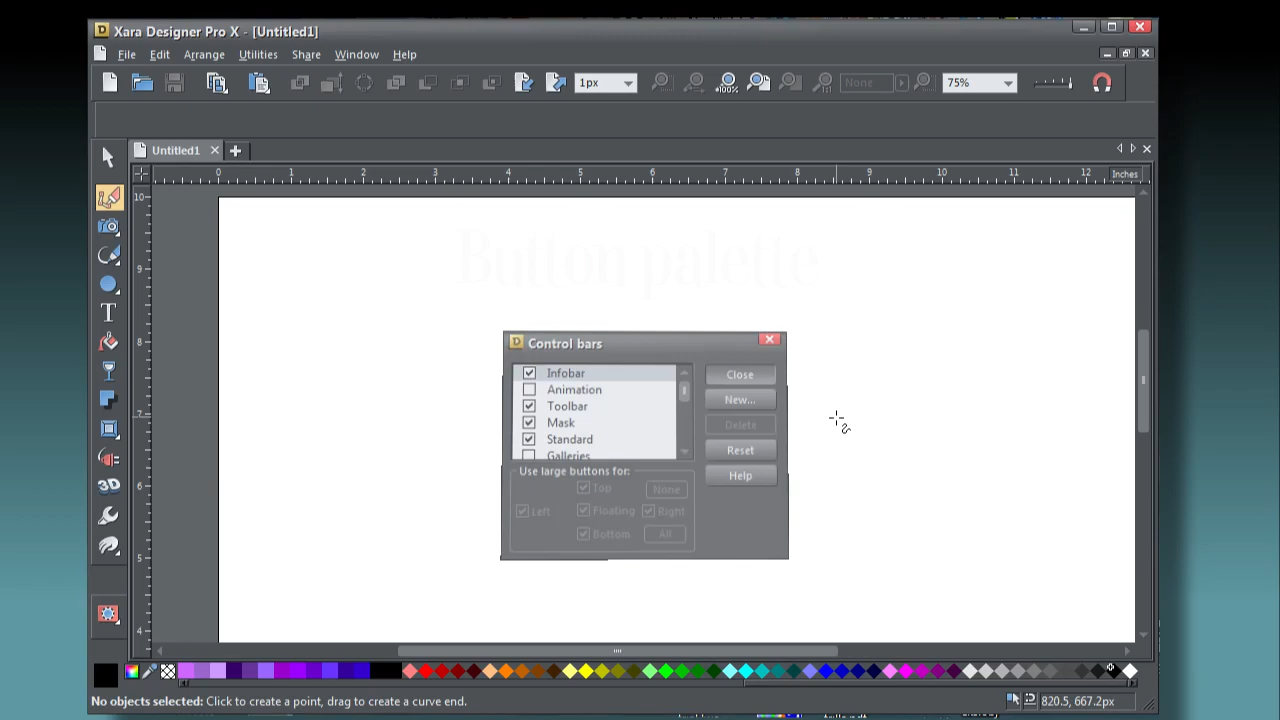 Xara Designer Pro X - [Untitled1]
File Edit Arrange Utilities Share Window Help
1px +100% None 75%
Untitled1
0 1 2 3 4 5 6 7 8 9 10 11 12 Inches
10
9
8
7
6
5
4
Button palette
Control bars
Infobar Close
Animation New...
Toolbar
Mask Delete
Standard Reset
Galleries
Use large buttons for: Help
Top None
Left Floating Right
Bottom All
3D
No objects selected: Click to create a point, drag to create a curve end. 820.5, 667.2px